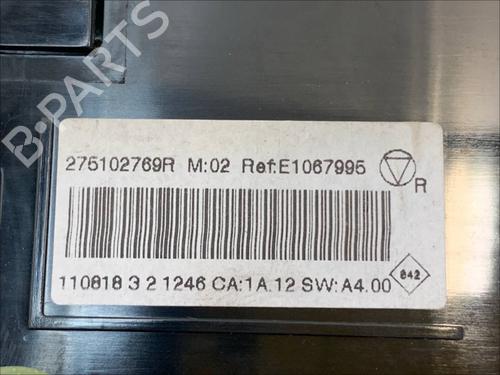 275102769R M:02 Ref:E1067995
R
110818 3 2 1246 CA:1A.12 SW:A4.00
842
B-PARTS